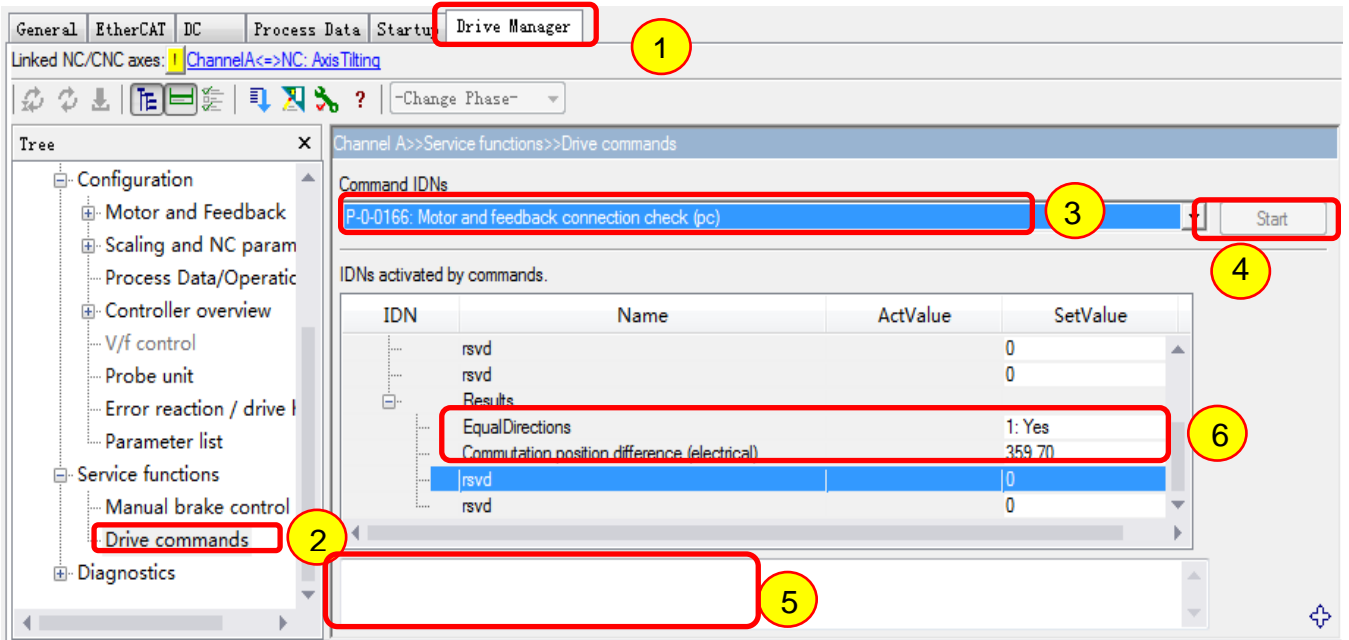 General EtherCAT DC Process Data Startup Drive Manager
1
Linked NC/CNC axes: ! ChannelA<=>NC: AxisTilting
? -Change Phase-
Tree X
Channel A>>Service functions>>Drive commands
Configuration
Motor and Feedback
Scaling and NC param
Process Data/Operatic
Controller overview
V/f control
Probe unit
Error reaction / drive h
Parameter list
Service functions
Manual brake control
Drive commands
2
Diagnostics
Command IDNs
P-0-0166: Motor and feedback connection check (pc)
3
Start
4
IDNs activated by commands.
IDN Name ActValue SetValue
rsvd 0
rsvd 0
Results
EqualDirections 1: Yes
Commutation position difference (electrical) 359.70
6
rsvd 0
rsvd 0
5